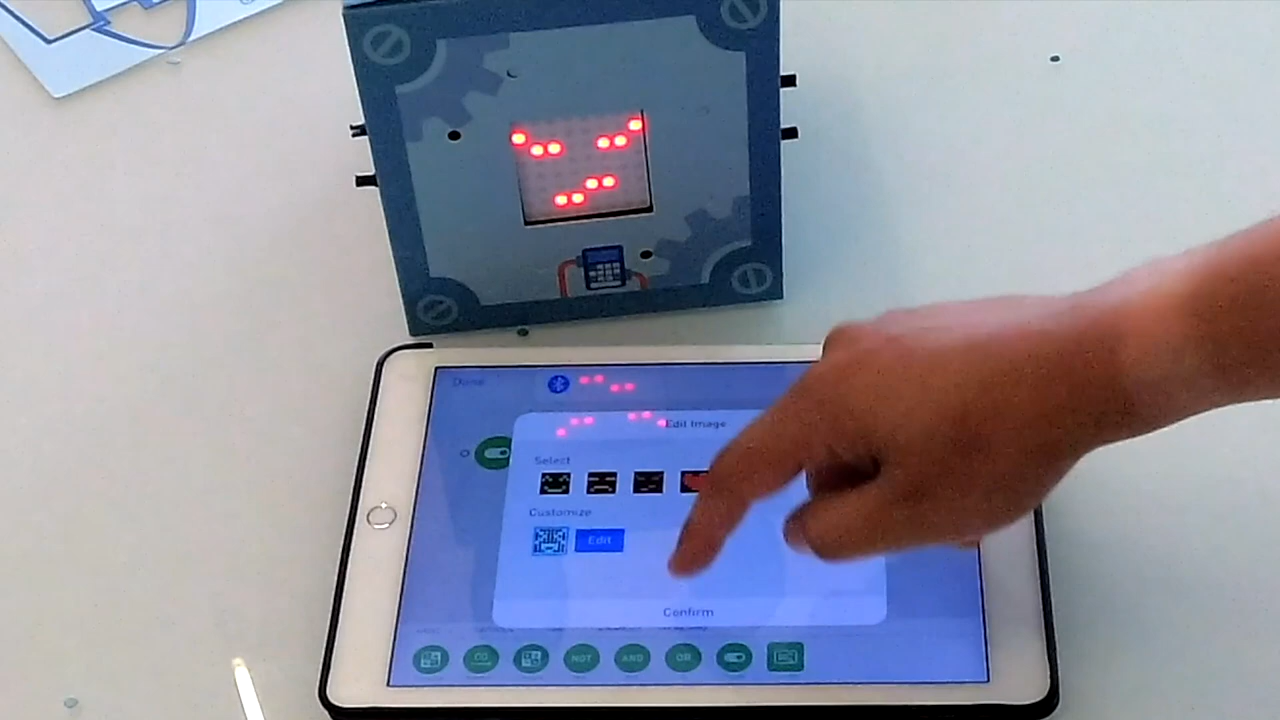 Done
Edit Image
Select
Customize
Edit
Confirm
NOT
AND
OR